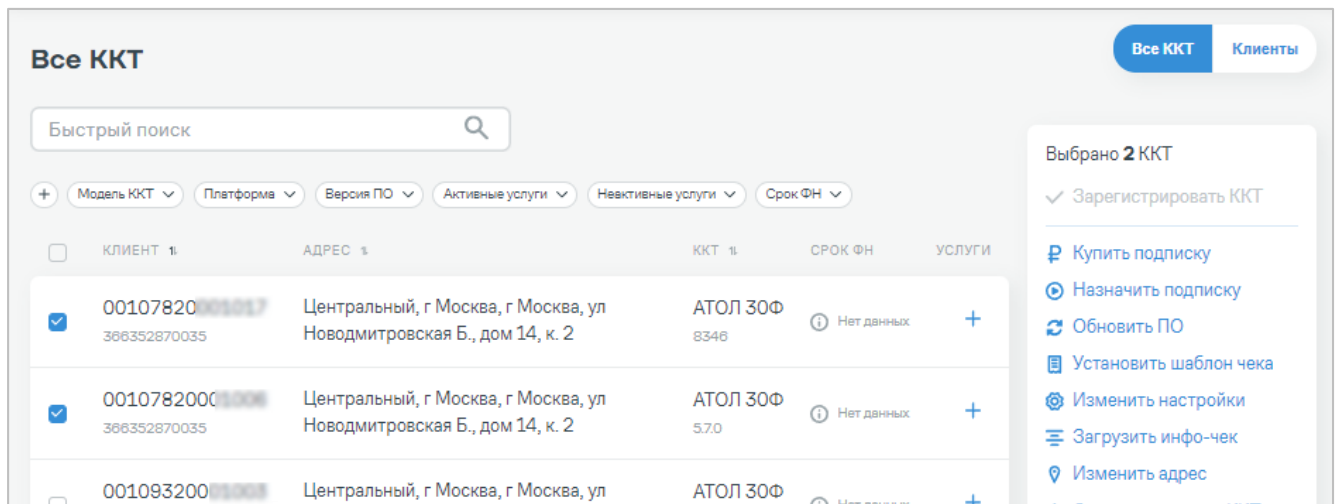 Все ККТ
Все ККТ Клиенты
Быстрый поиск
Выбрано 2 ККТ
Зарегистрировать ККТ
+ Модель ККТ Платформа Версия ПО Активные услуги Неактивные услуги Срок ФН
КЛИЕНТ АДРЕС ККТ СРОК ФН УСЛУГИ
00107820
366352870035
Центральный, г Москва, г Москва, ул
Новодмитровская Б., дом 14, к. 2
АТОЛ 30Ф
8346
Нет данных
+
0010782000
366352870035
Центральный, г Москва, г Москва, ул
Новодмитровская Б., дом 14, к. 2
АТОЛ 30Ф
5.7.0
Нет данных
+
001093200
Центральный, г Москва, г Москва, ул
АТОЛ 30Ф
+
Купить подписку
Назначить подписку
Обновить ПО
Установить шаблон чека
Изменить настройки
Загрузить инфо-чек
Изменить адрес